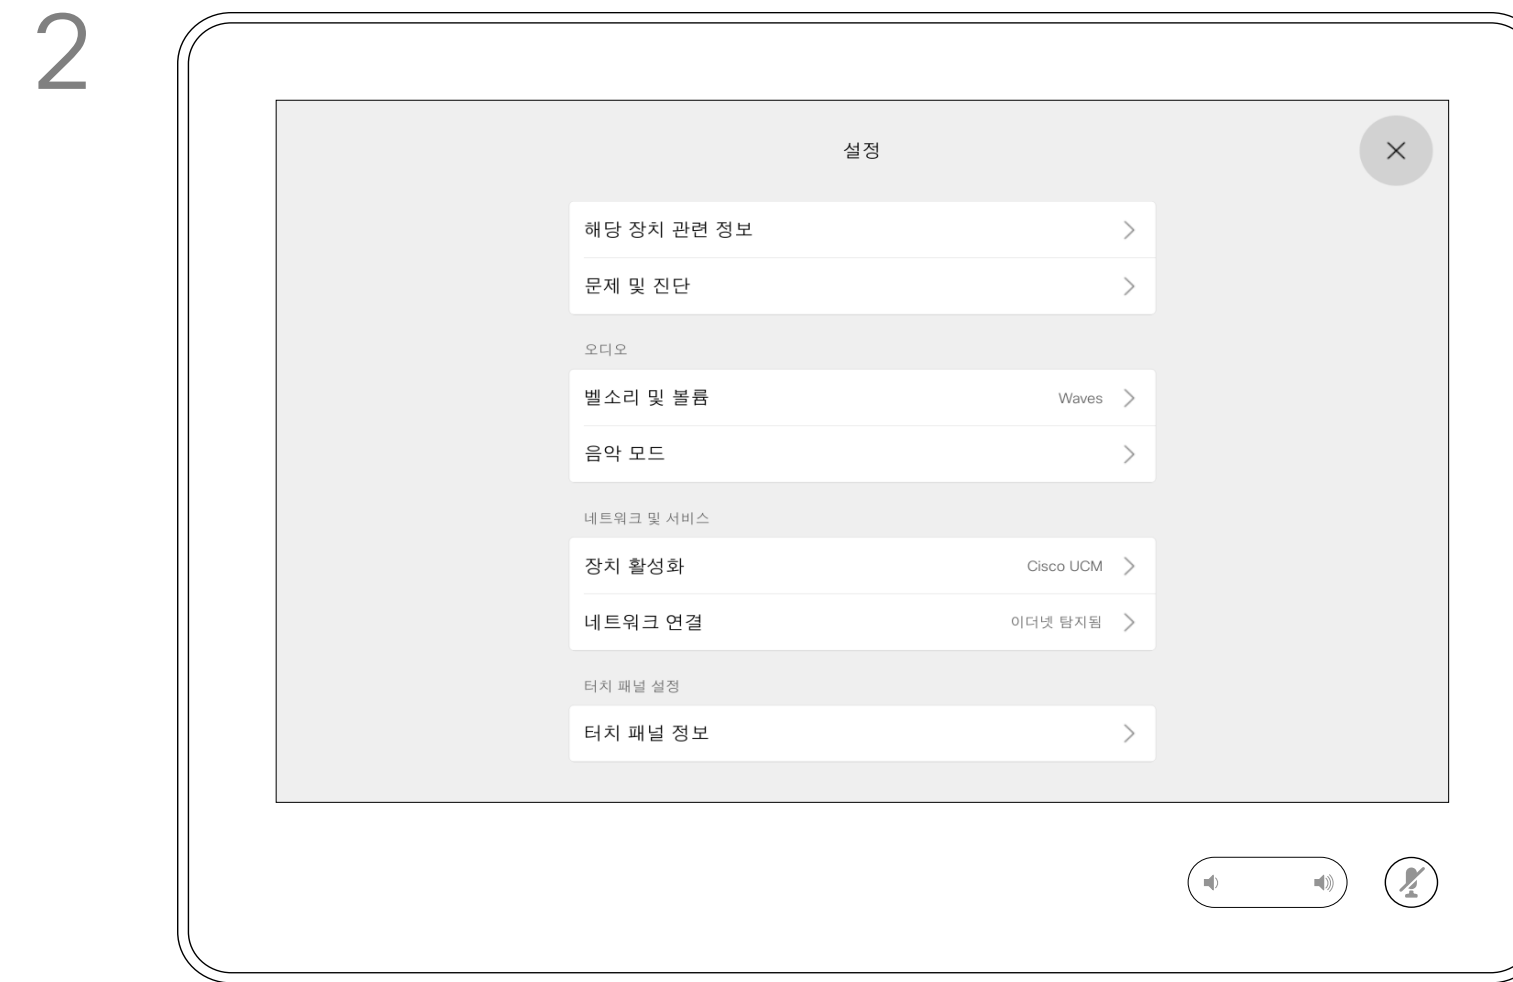 2
설정
해당 장치 관련 정보
문제 및 진단
오디오
벨소리 및 볼륨 Waves
음악 모드
네트워크 및 서비스
장치 활성화 Cisco UCM
네트워크 연결 이더넷 탐지됨
터치 패널 설정
터치 패널 정보